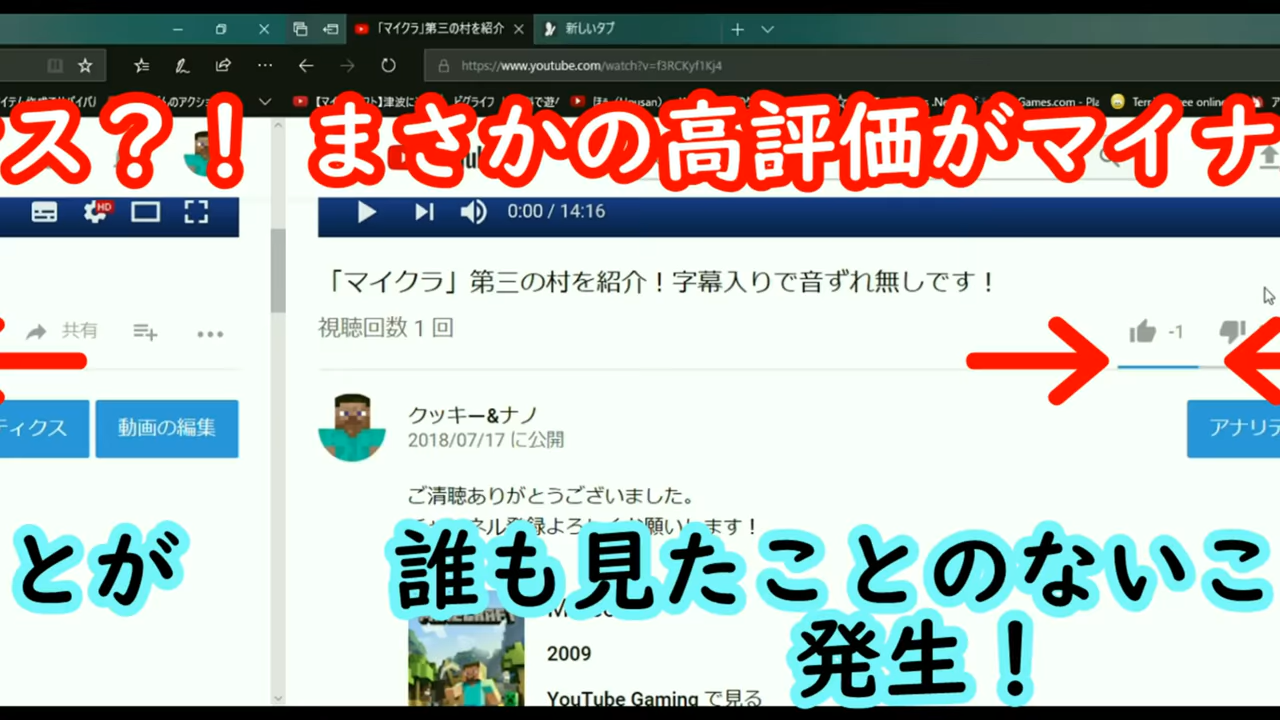 「マイクラ」第三の村を紹介
新しいタブ
https://www.youtube.com/watch?v=f3RCKyf1Kj4
ス?! まさかの高評価がマイナ
HD
0:00 / 14:16
「マイクラ」第三の村を紹介!字幕入りで音ずれ無しです!
共有
視聴回数 1 回
-1
クッキー&ナノ
2018/07/17 に公開
ティクス
動画の編集
アナリテ
ご清聴ありがとうございました。
とが
誰も見たことのないこ
発生!
2009
YouTube Gaming で見る